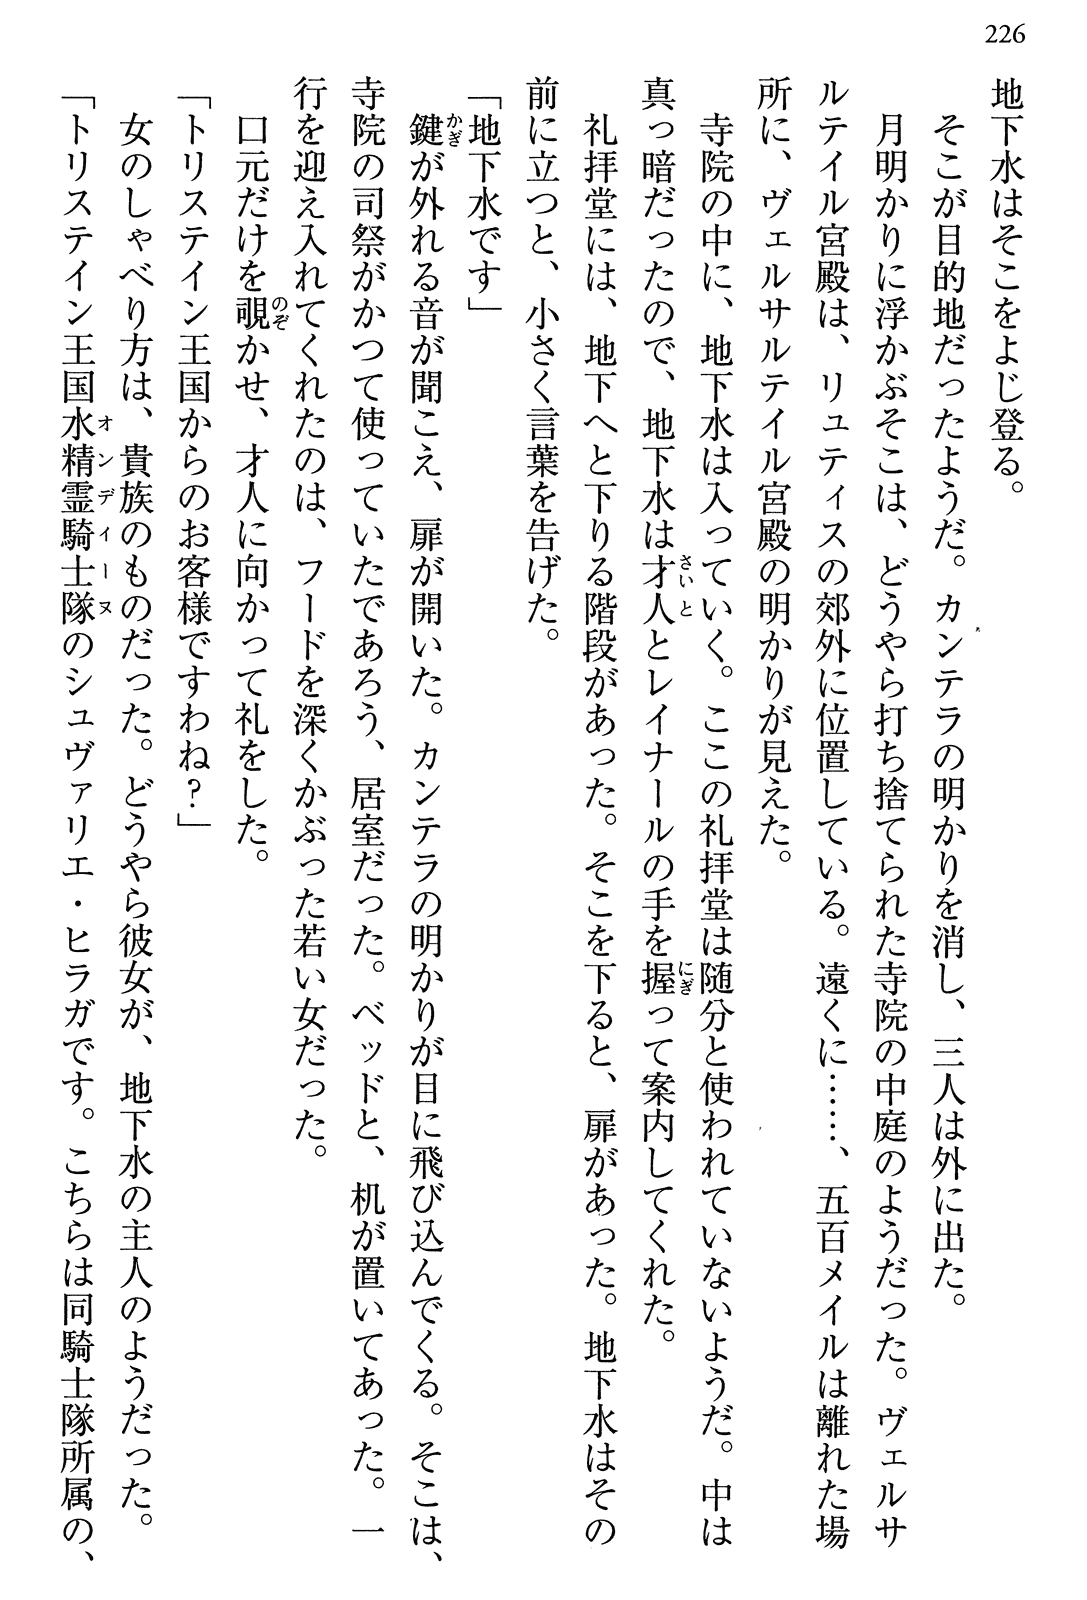 226
地下水はそこをよじ登る。
そこが目的地だったようだ。カンテラの明かりを消し、三人は外に出た。
月明かりに浮かぶそこは、どうやら打ち捨てられた寺院の中庭のようだった。ヴェルサ
ルテイル宮殿は、リュティスの郊外に位置している。遠くに……、五百メイルは離れた場
所に、ヴェルサルテイル宮殿の明かりが見えた。
寺院の中に、地下水は入っていく。ここの礼拝堂は随分と使われていないようだ。中は
真っ暗だったので、地下水は才人さいととレイナールの手を握にぎって案内してくれた。
礼拝堂には、地下へと下りる階段があった。そこを下ると、扉があった。地下水はその
前に立つと、小さく言葉を告げた。
「地下水です」
鍵かぎが外れる音が聞こえ、扉が開いた。カンテラの明かりが目に飛び込んでくる。そこは、
寺院の司祭がかつて使っていたであろう、居室だった。ベッドと、机が置いてあった。一
行を迎え入れてくれたのは、フードを深くかぶった若い女だった。
口元だけを覗のぞかせ、才人に向かって礼をした。
「トリステイン王国からのお客様ですわね?」
女のしゃべり方は、貴族のものだった。どうやら彼女が、地下水の主人のようだった。
「トリステイン王国水精霊騎士隊オンディーヌのシュヴァリエ・ヒラガです。こちらは同騎士隊所属の、